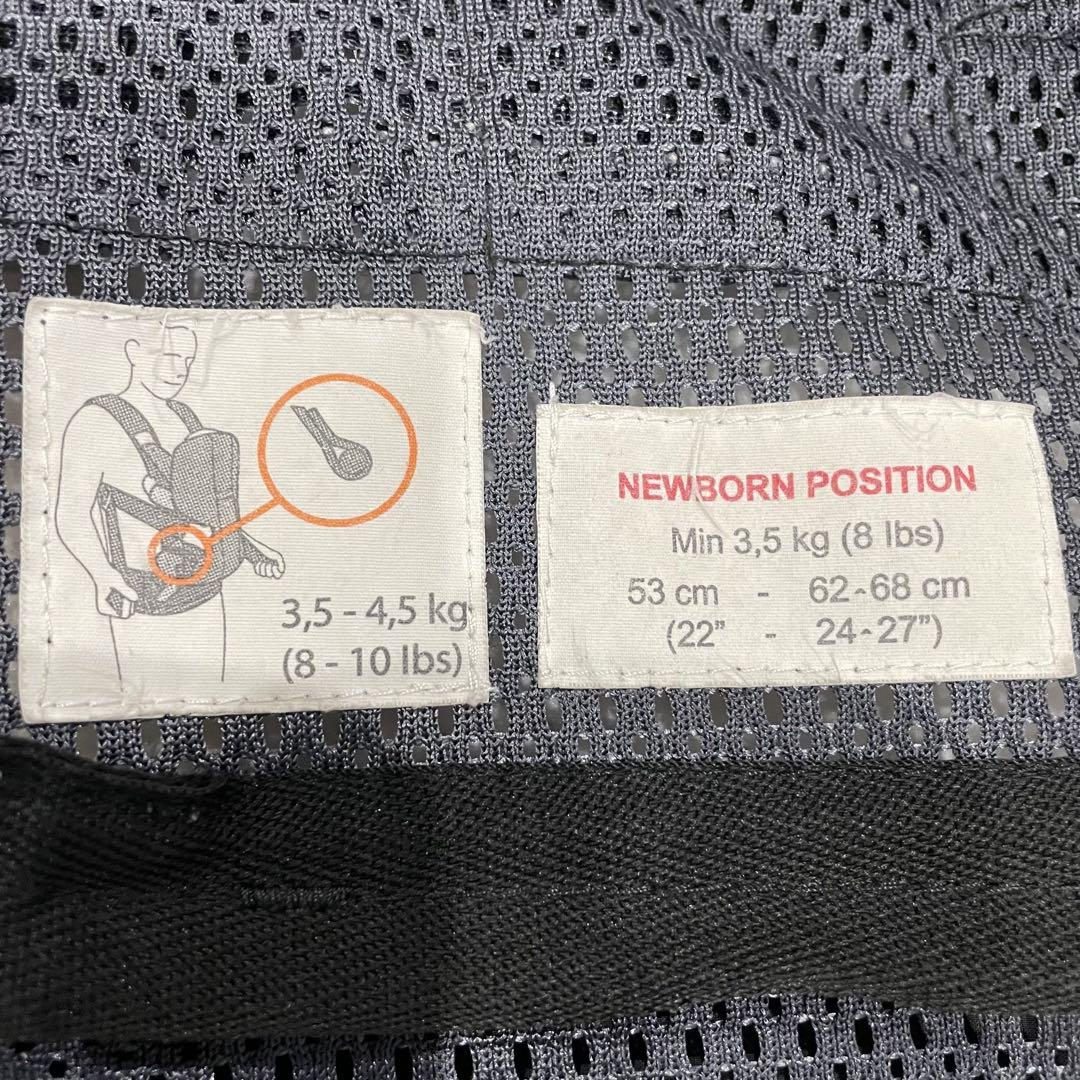 3,5 - 4,5 kg
(8 - 10 lbs)
NEWBORN POSITION
Min 3,5 kg (8 lbs)
53 cm - 62-68 cm
(22” - 24-27”)